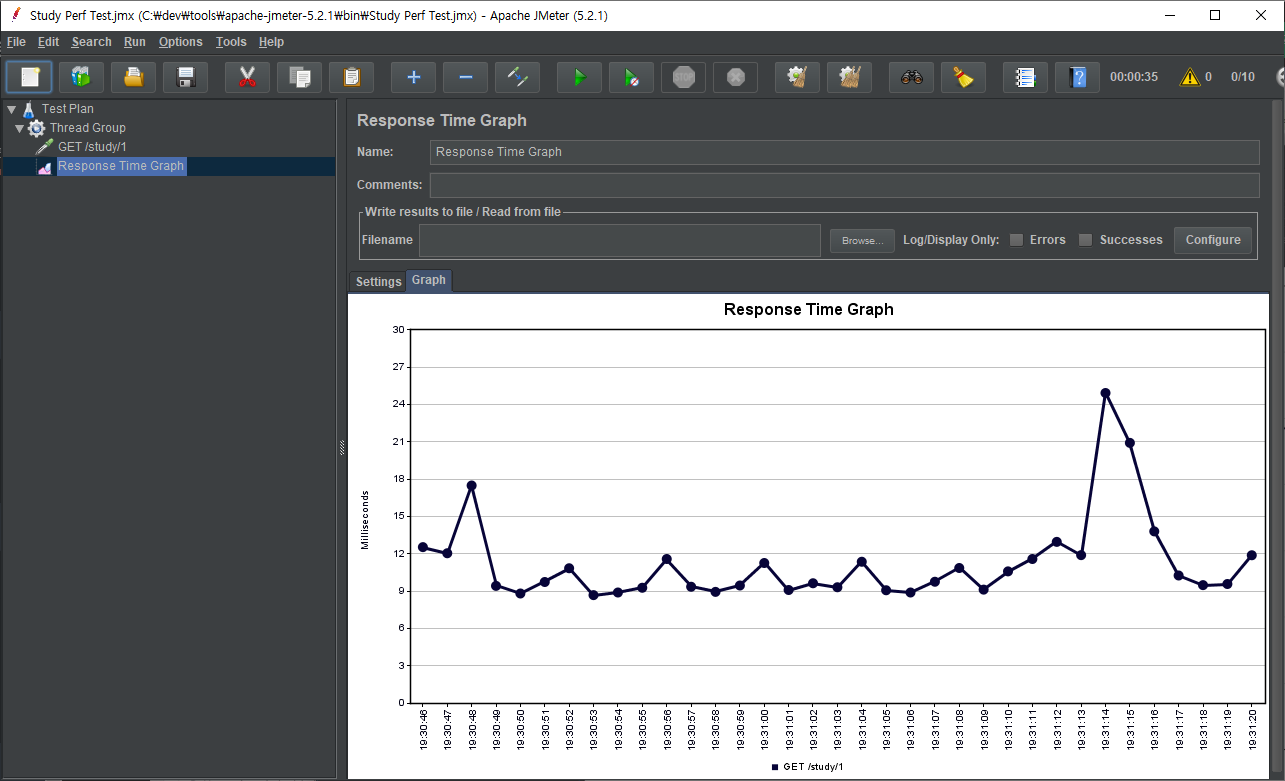 Study Perf Test.jmx (C:₩dev₩tools₩apache-jmeter-5.2.1₩bin₩Study Perf Test.jmx) - Apache JMeter (5.2.1)
File Edit Search Run Options Tools Help
STOP 00:00:35 0 0/10
Test Plan
Thread Group
GET /study/1
Response Time Graph
Response Time Graph
Name: Response Time Graph
Comments:
Write results to file / Read from file
Filename Browse... Log/Display Only: Errors Successes Configure
Settings Graph
Response Time Graph
30
27
24
21
18
15
12
9
6
3
0
Milliseconds
19:30:46 19:30:47 19:30:48 19:30:49 19:30:50 19:30:51 19:30:52 19:30:53 19:30:54 19:30:55 19:30:56 19:30:57 19:30:58 19:30:59 19:31:00 19:31:01 19:31:02 19:31:03 19:31:04 19:31:05 19:31:06 19:31:07 19:31:08 19:31:09 19:31:10 19:31:11 19:31:12 19:31:13 19:31:14 19:31:15 19:31:16 19:31:17 19:31:18 19:31:19 19:31:20
GET /study/1